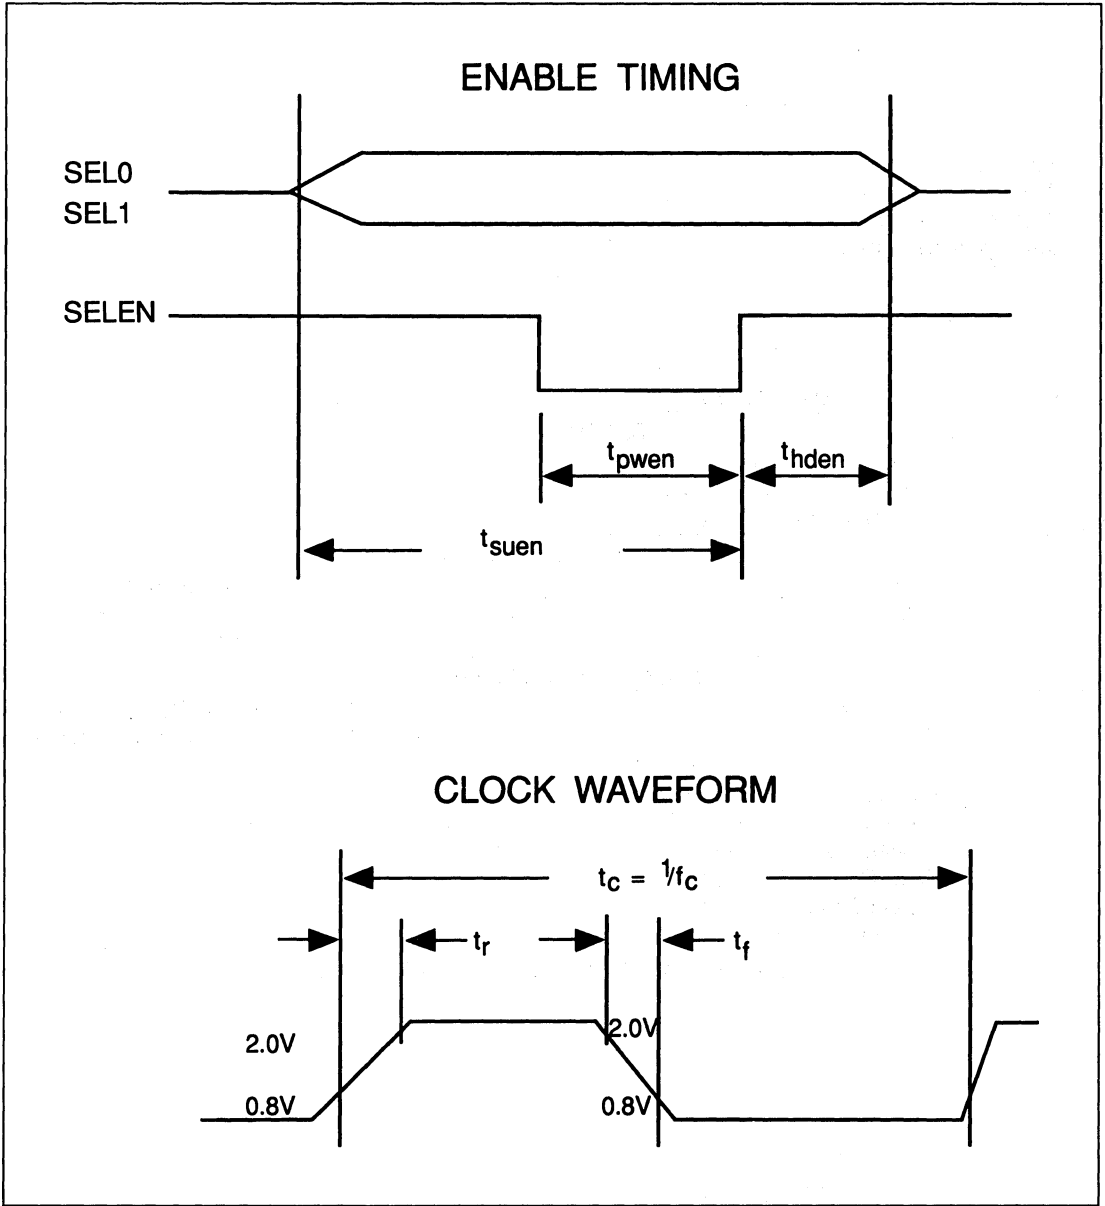 ENABLE TIMING
SEL0
SEL1
SELEN
tpwen
thden
tsuen
CLOCK WAVEFORM
tc = 1/fc
tr
tf
2.0V
2.0V
0.8V
0.8V